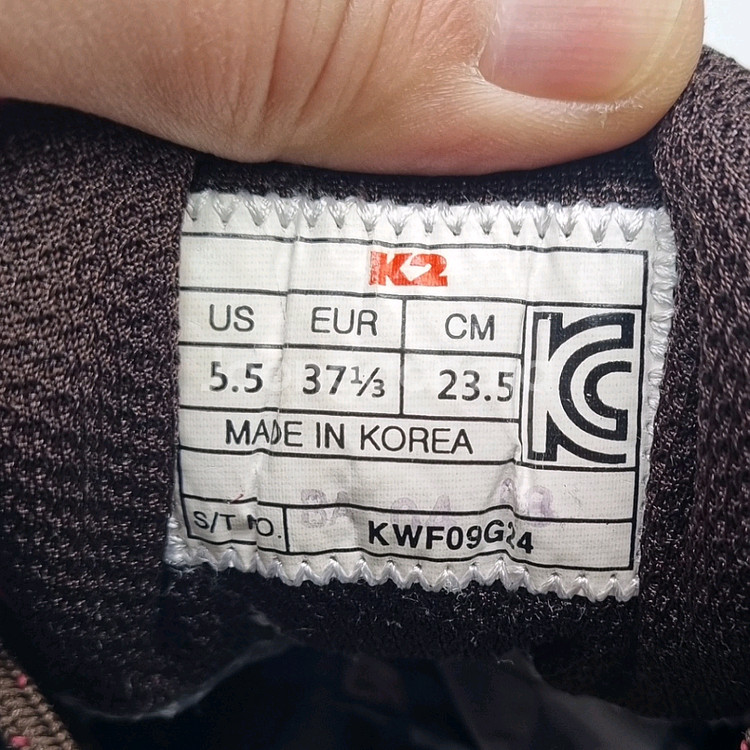 K2
US EUR CM
5.5 37⅓ 23.5
MADE IN KOREA
S/T NO. KWF09G24